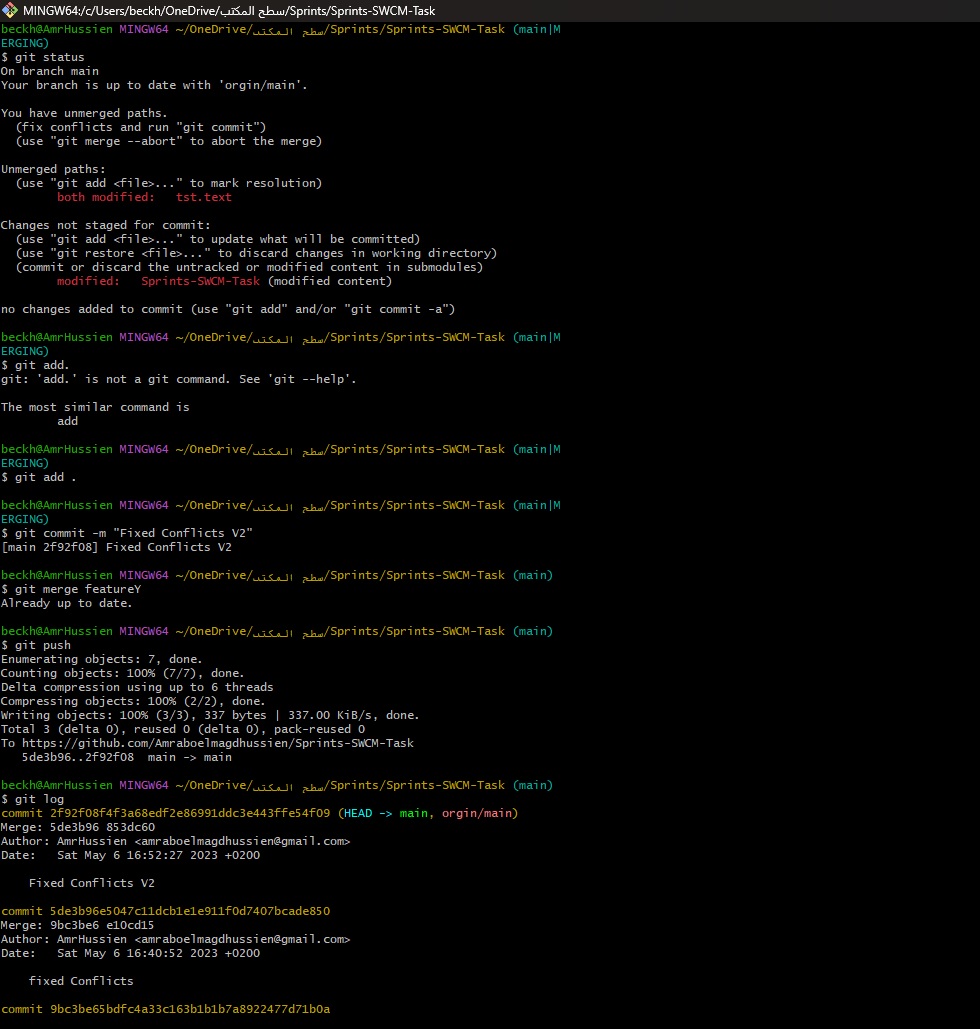 MINGW64:/c/Users/beckh/OneDrive/سطح المكتب/Sprints/Sprints-SWCM-Task
beckh@AmrHussien MINGW64 ~/OneDrive/سطح المكتب/Sprints/Sprints-SWCM-Task (main|M
ERGING)
$ git status
On branch main
Your branch is up to date with 'orgin/main'.
You have unmerged paths.
  (fix conflicts and run "git commit")
  (use "git merge --abort" to abort the merge)
Unmerged paths:
  (use "git add <file>..." to mark resolution)
        both modified:   tst.text
Changes not staged for commit:
  (use "git add <file>..." to update what will be committed)
  (use "git restore <file>..." to discard changes in working directory)
  (commit or discard the untracked or modified content in submodules)
        modified:   Sprints-SWCM-Task (modified content)
no changes added to commit (use "git add" and/or "git commit -a")
beckh@AmrHussien MINGW64 ~/OneDrive/سطح المكتب/Sprints/Sprints-SWCM-Task (main|M
ERGING)
$ git add.
git: 'add.' is not a git command. See 'git --help'.
The most similar command is
        add
beckh@AmrHussien MINGW64 ~/OneDrive/سطح المكتب/Sprints/Sprints-SWCM-Task (main|M
ERGING)
$ git add .
beckh@AmrHussien MINGW64 ~/OneDrive/سطح المكتب/Sprints/Sprints-SWCM-Task (main|M
ERGING)
$ git commit -m "Fixed Conflicts V2"
[main 2f92f08] Fixed Conflicts V2
beckh@AmrHussien MINGW64 ~/OneDrive/سطح المكتب/Sprints/Sprints-SWCM-Task (main)
$ git merge featureY
Already up to date.
beckh@AmrHussien MINGW64 ~/OneDrive/سطح المكتب/Sprints/Sprints-SWCM-Task (main)
$ git push
Enumerating objects: 7, done.
Counting objects: 100% (7/7), done.
Delta compression using up to 6 threads
Compressing objects: 100% (2/2), done.
Writing objects: 100% (3/3), 337 bytes | 337.00 KiB/s, done.
Total 3 (delta 0), reused 0 (delta 0), pack-reused 0
To https://github.com/Amraboelmagdhussien/Sprints-SWCM-Task
   5de3b96..2f92f08  main -> main
beckh@AmrHussien MINGW64 ~/OneDrive/سطح المكتب/Sprints/Sprints-SWCM-Task (main)
$ git log
commit 2f92f08f4f3a68edf2e86991ddc3e443ffe54f09 (HEAD -> main, orgin/main)
Merge: 5de3b96 853dc60
Author: AmrHussien <amraboelmagdhussien@gmail.com>
Date:   Sat May 6 16:52:27 2023 +0200
    Fixed Conflicts V2
commit 5de3b96e5047c11dcb1e1e911f0d7407bcade850
Merge: 9bc3be6 e10cd15
Author: AmrHussien <amraboelmagdhussien@gmail.com>
Date:   Sat May 6 16:40:52 2023 +0200
    fixed Conflicts
commit 9bc3be65bdfc4a33c163b1b1b7a8922477d71b0a